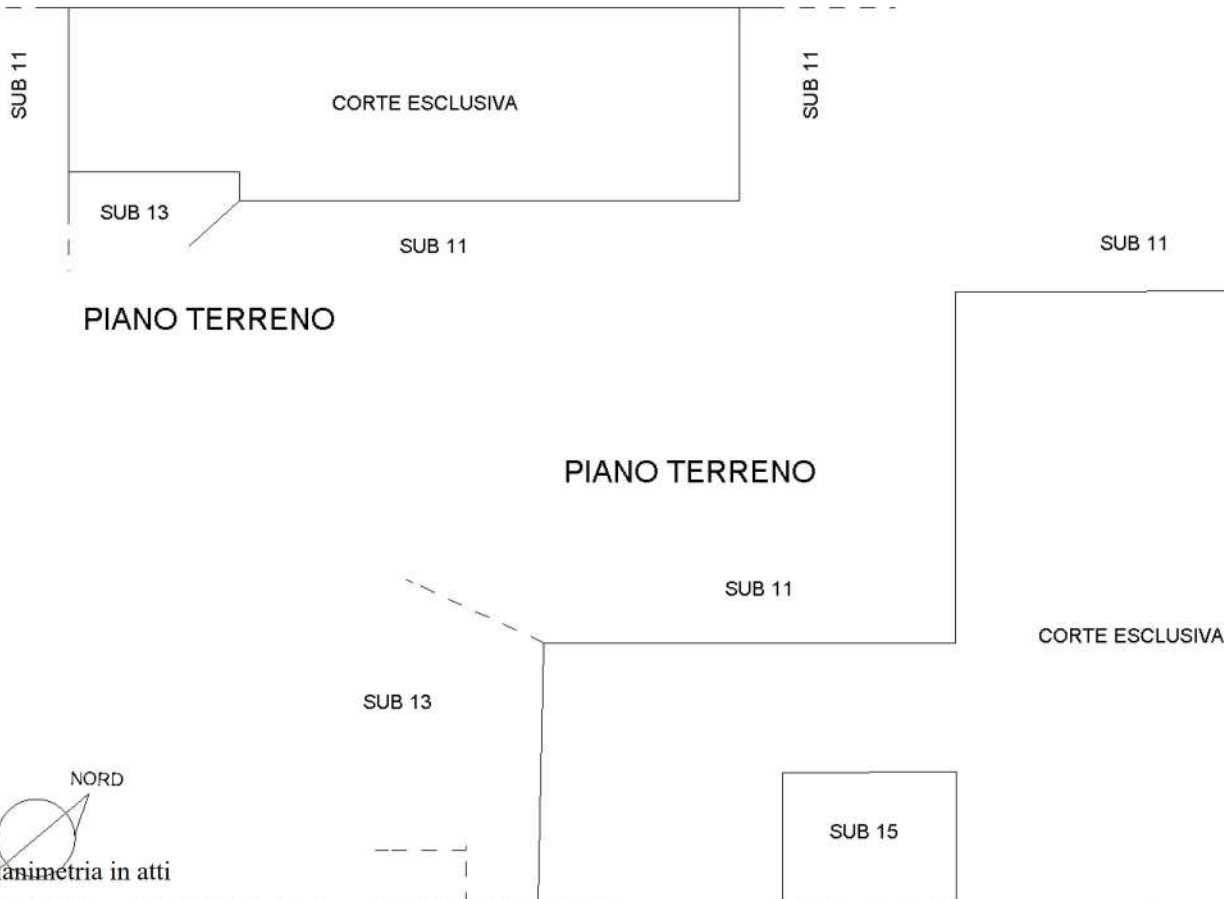 SUB 11
CORTE ESCLUSIVA
SUB 11
SUB 13
SUB 11
SUB 11
PIANO TERRENO
PIANO TERRENO
SUB 11
CORTE ESCLUSIVA
SUB 13
NORD
SUB 15
lanimetria in atti